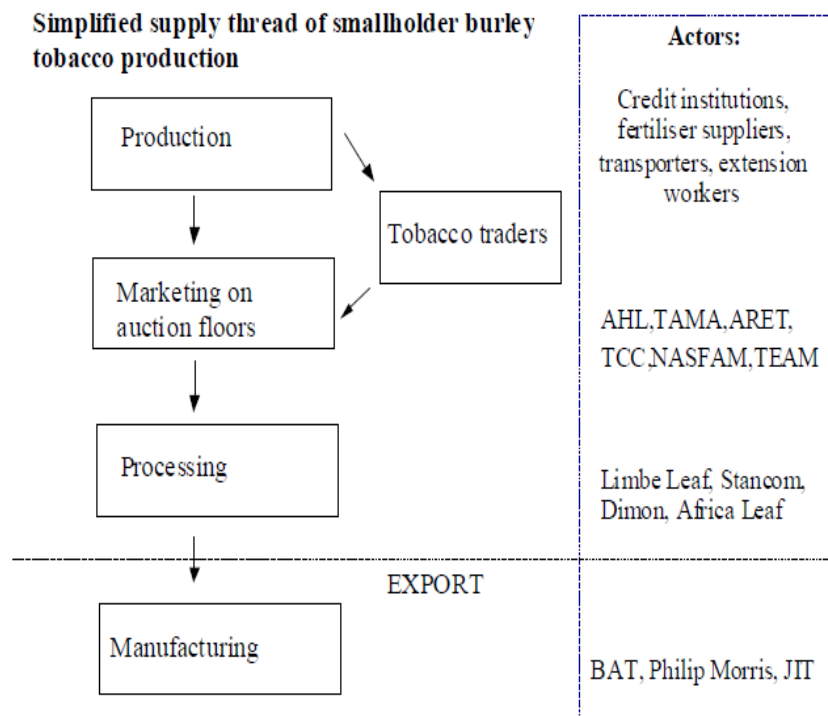 Simplified supply thread of smallholder burley
tobacco production
Production
Tobacco traders
Marketing on
auction floors
Processing
EXPORT
Manufacturing
Actors:
Credit institutions,
fertiliser suppliers,
transporters, extension
workers
AHL,TAMA,ARET,
TCC,NASFAM,TEAM
Limbe Leaf, Stancom,
Dimon, Africa Leaf
BAT, Philip Morris, JIT